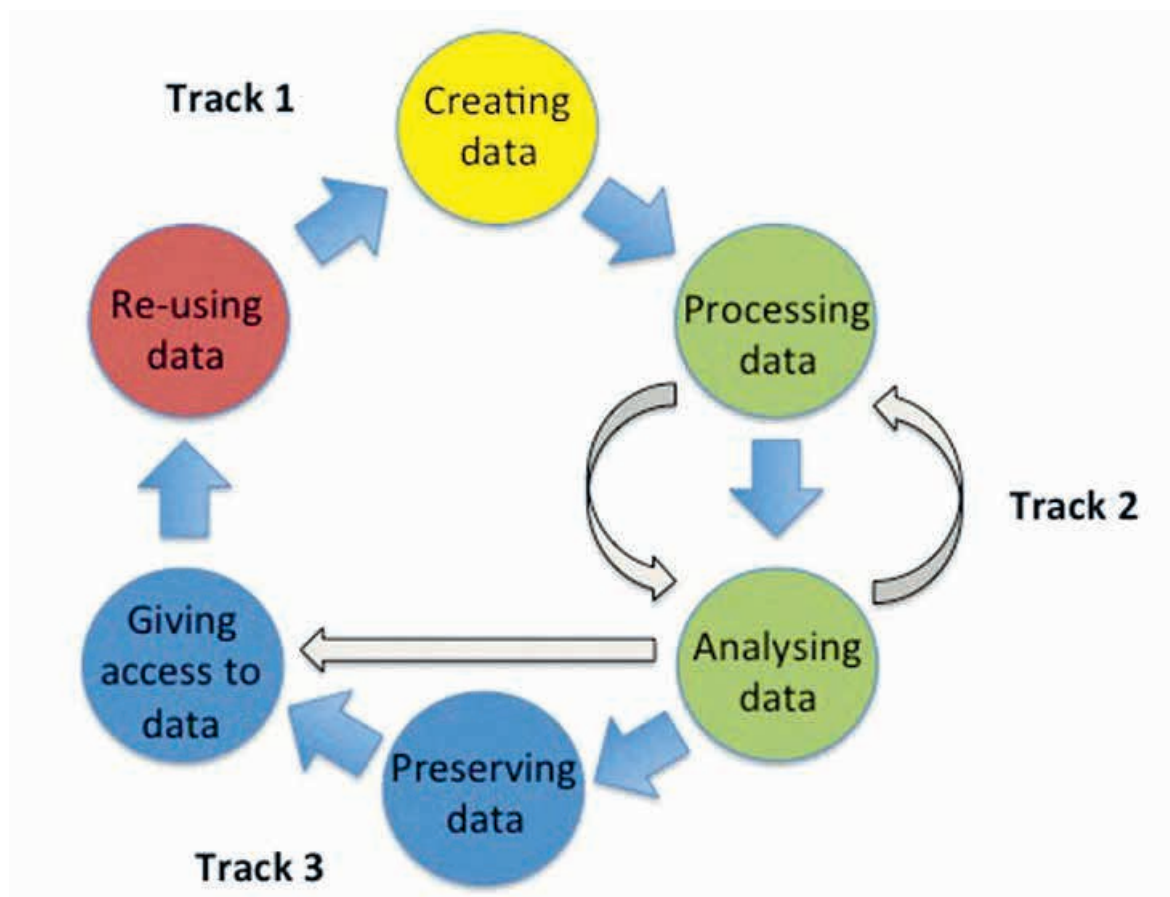 Track 1
Creating
data
Re-using
data
Processing
data
Track 2
Giving
access to
data
Analysing
data
Preserving
data
Track 3